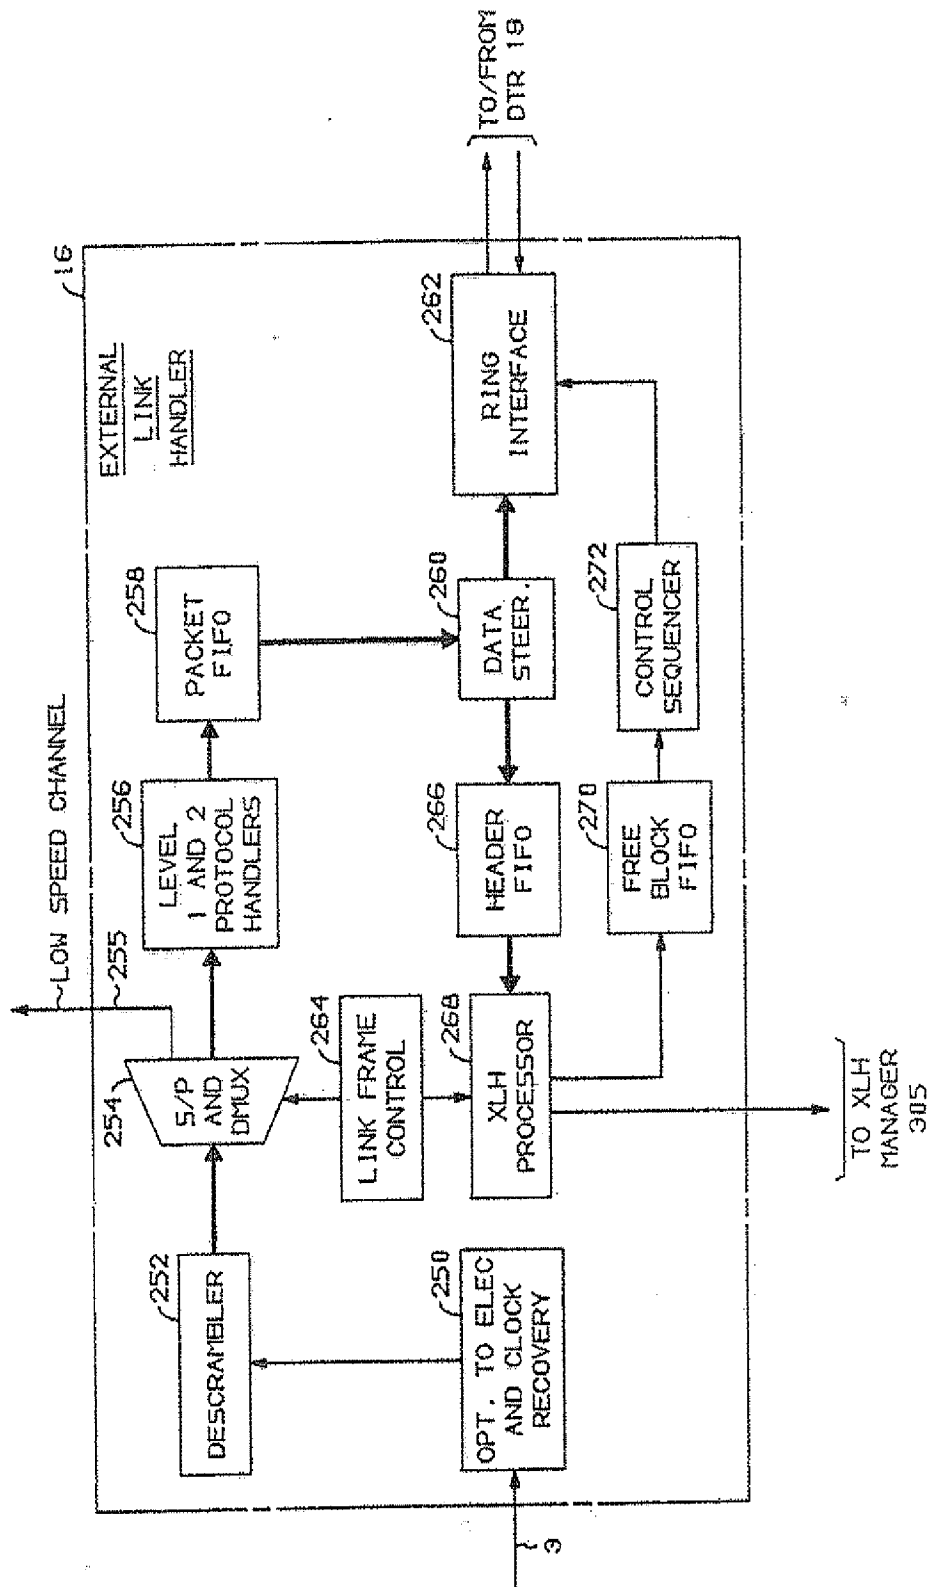 EXTERNAL
LINK
HANDLER
16
LOW SPEED CHANNEL
255
252
DESCRAMBLER
254
S/P
AND
DMUX
256
LEVEL
1 AND 2
PROTOCOL
HANDLERS
258
PACKET
FIFO
264
LINK FRAME
CONTROL
250
OPT. TO ELEC
AND CLOCK
RECOVERY
3
268
XLH
PROCESSOR
266
HEADER
FIFO
260
DATA
STEER.
262
RING
INTERFACE
TO/FROM
DTR 19
270
FREE
BLOCK
FIFO
272
CONTROL
SEQUENCER
TO XLH
MANAGER
305